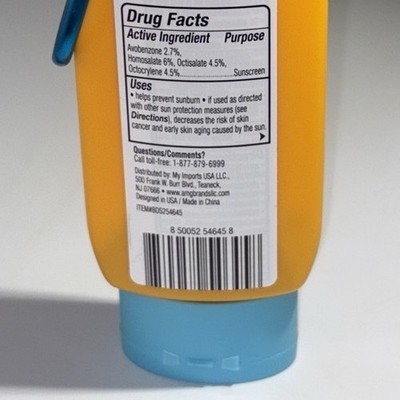 Drug Facts
Active Ingredient Purpose
Avobenzone 2.7%,
Homosalate 6%, Octisalate 4.5%,
Octocrylene 4.5% Sunscreen
Uses
• helps prevent sunburn • if used as directed
with other sun protection measures (see
Directions), decreases the risk of skin
cancer and early skin aging caused by the sun.
Questions/Comments?
Call toll-free: 1-877-879-6999
Distributed by: My Imports USA LLC.,
500 Frank W. Burr Blvd., Teaneck,
NJ 07666 • www.amgbrandsllc.com
Designed in USA / Made in China
ITEM#BDS254645
8 50052 54645 8